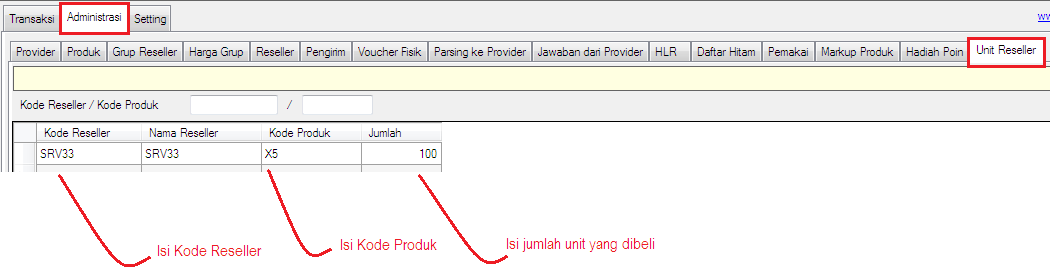 Transaksi Administrasi Setting
Provider Produk Grup Reseller Harga Grup Reseller Pengirim Voucher Fisik Parsing ke Provider Jawaban dari Provider HLR Daftar Hitam Pemakai Markup Produk Hadiah Poin Unit Reseller
Kode Reseller / Kode Produk /
Kode Reseller Nama Reseller Kode Produk Jumlah
SRV33 SRV33 X5 100
Isi Kode Reseller Isi Kode Produk Isi jumlah unit yang dibeli